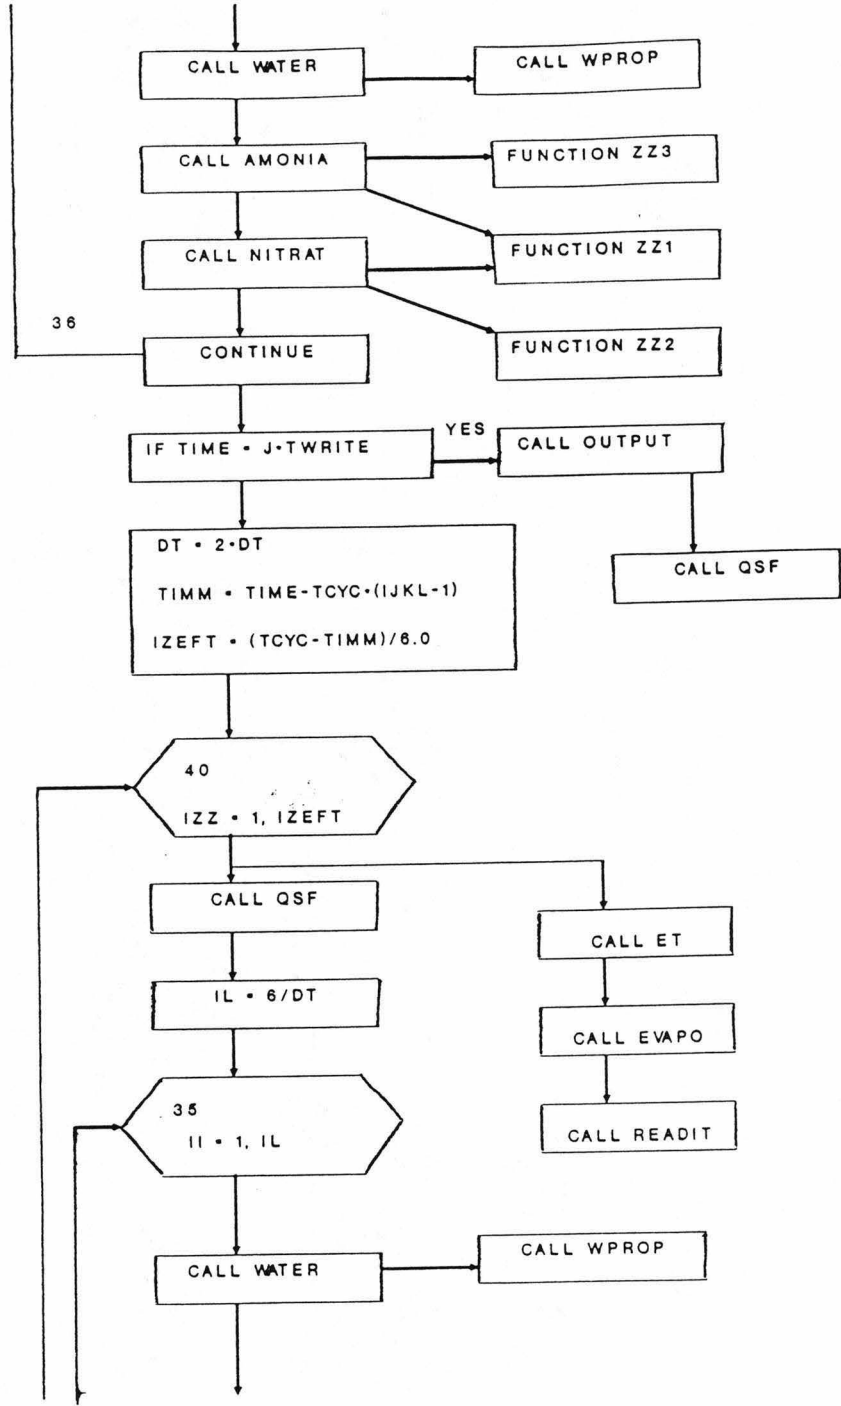 CALL WATER
CALL WPROP
CALL AMONIA
FUNCTION ZZ3
CALL NITRAT
FUNCTION ZZ1
36
CONTINUE
FUNCTION ZZ2
IF TIME = J*TWRITE
YES
CALL OUTPUT
CALL QSF
DT = 2*DT
TIMM = TIME-TCYC*(IJKL-1)
IZEFT = (TCYC-TIMM)/6.0
40
IZZ = 1, IZEFT
CALL QSF
CALL ET
IL = 6/DT
CALL EVAPO
35
II = 1, IL
CALL READIT
CALL WATER
CALL WPROP